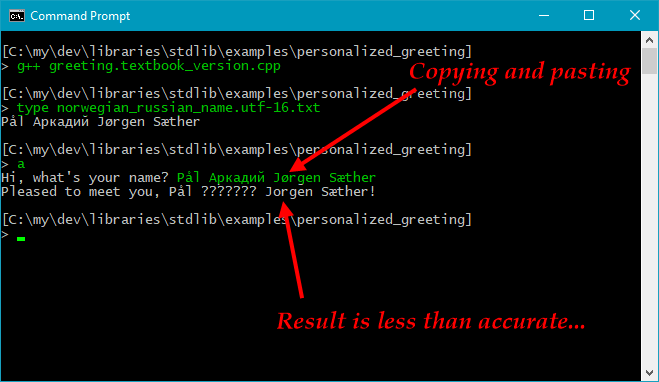 Command Prompt
[C:\my\dev\libraries\stdlib\examples\personalized_greeting]
> g++ greeting.textbook_version.cpp
[C:\my\dev\libraries\stdlib\examples\personalized_greeting]
> type norwegian_russian_name.utf-16.txt
Pål Аркадий Jørgen Sæther
[C:\my\dev\libraries\stdlib\examples\personalized_greeting]
> a
Hi, what's your name? Pål Аркадий Jørgen Sæther
Pleased to meet you, Pål ??????? Jorgen Sæther!
[C:\my\dev\libraries\stdlib\examples\personalized_greeting]
>
Copying and pasting
Result is less than accurate...